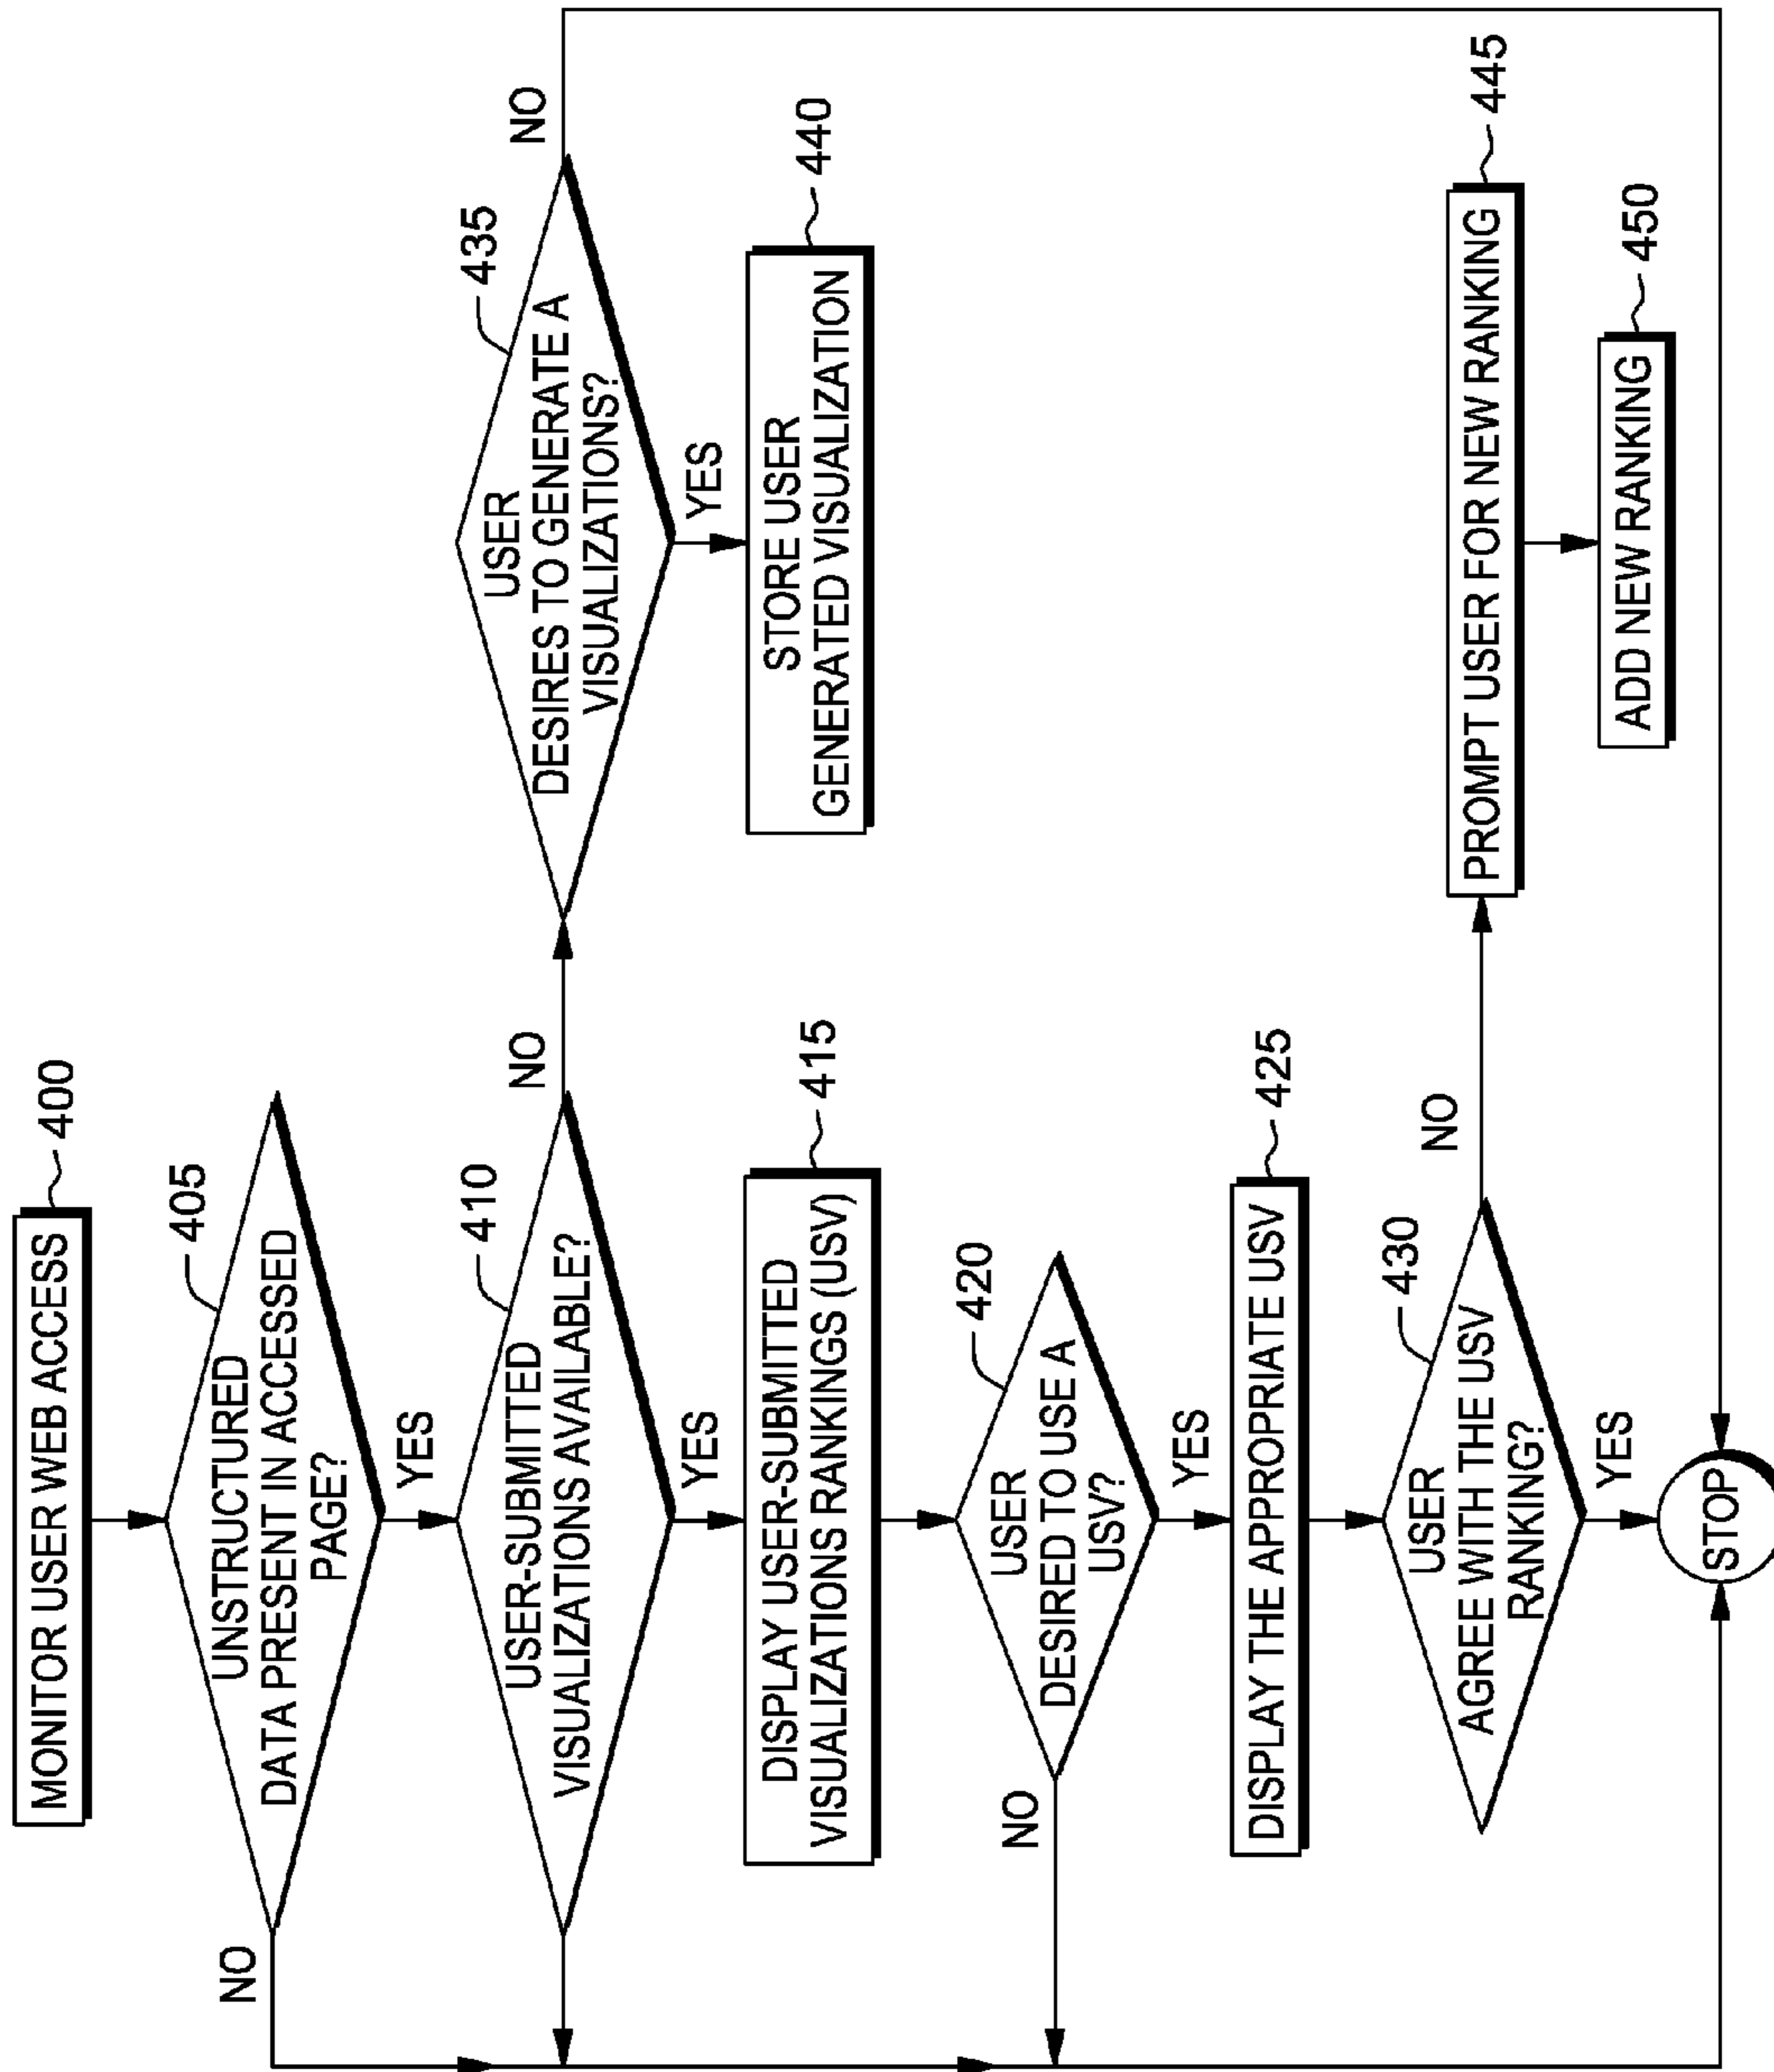 MONITOR USER WEB ACCESS
400
UNSTRUCTURED
DATA PRESENT IN ACCESSED
PAGE?
405
NO
YES
USER-SUBMITTED
VISUALIZATIONS AVAILABLE?
410
NO
YES
USER
DESIRES TO GENERATE A
VISUALIZATIONS?
435
NO
YES
DISPLAY USER-SUBMITTED
VISUALIZATIONS RANKINGS (USV)
415
STORE USER
GENERATED VISUALIZATION
440
USER
DESIRED TO USE A
USV?
420
NO
YES
DISPLAY THE APPROPRIATE USV
425
USER
AGREE WITH THE USV
RANKING?
430
NO
YES
PROMPT USER FOR NEW RANKING
445
ADD NEW RANKING
450
STOP